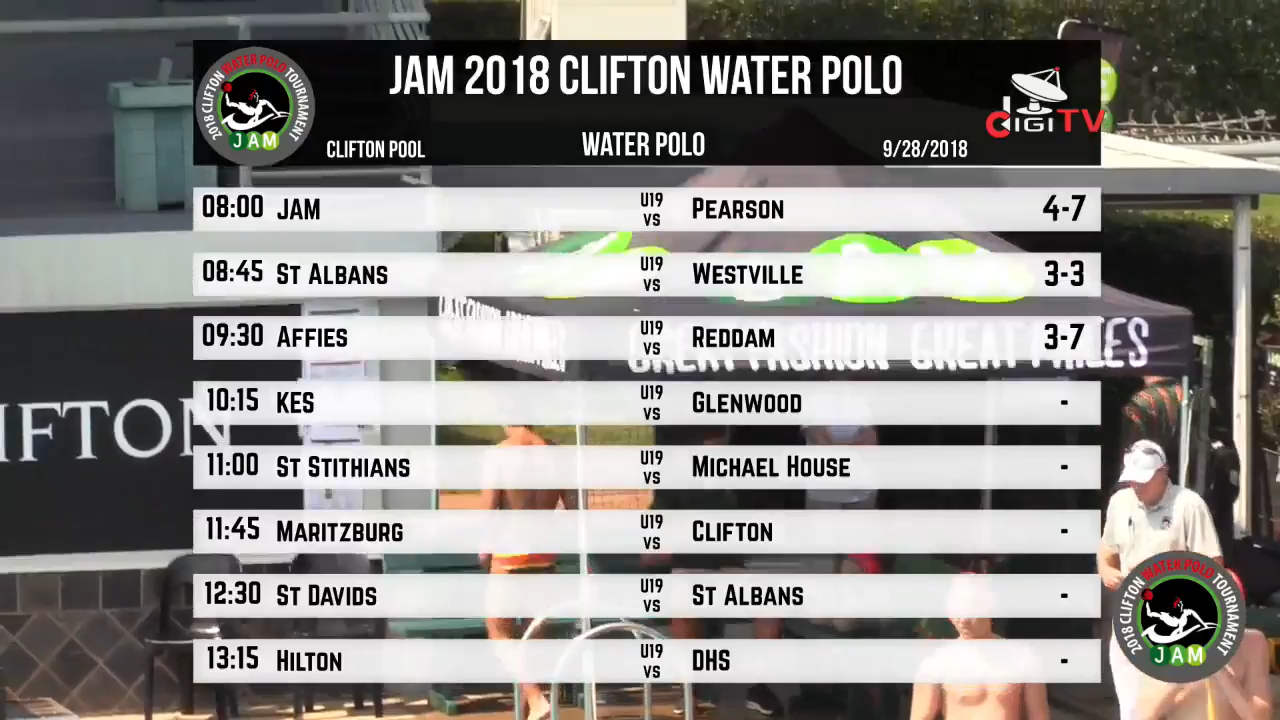 JAM 2018 CLIFTON WATER POLO
2018 CLIFTON WATER POLO TOURNAMENT
JAM
DIGITV
CLIFTON POOL
WATER POLO
9/28/2018
08:00 JAM U19 VS PEARSON 4-7
08:45 ST ALBANS U19 VS WESTVILLE 3-3
09:30 AFFIES U19 VS REDDAM 3-7
10:15 KES U19 VS GLENWOOD -
11:00 ST STITHIANS U19 VS MICHAEL HOUSE -
11:45 MARITZBURG U19 VS CLIFTON -
12:30 ST DAVIDS U19 VS ST ALBANS -
13:15 HILTON U19 VS DHS -
GREAT FASHION GREAT PRICES
IFTON
2018 CLIFTON WATER POLO TOURNAMENT
JAM